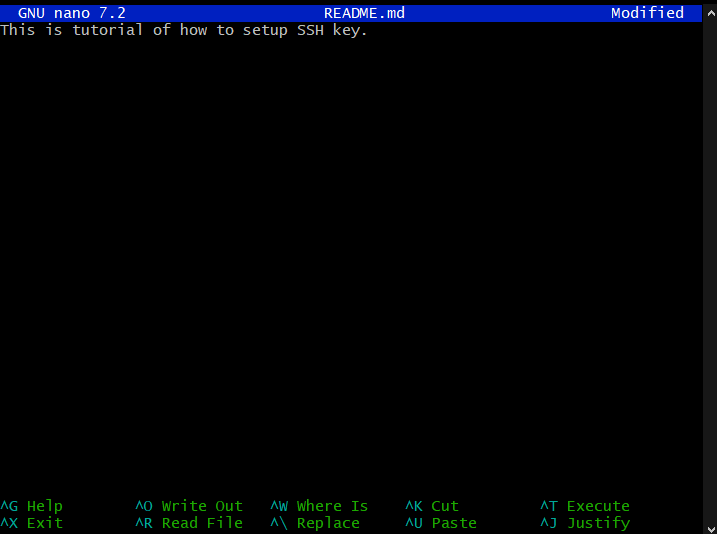 GNU nano 7.2 README.md Modified
This is tutorial of how to setup SSH key.
^G Help ^O Write Out ^W Where Is ^K Cut ^T Execute
^X Exit ^R Read File ^\ Replace ^U Paste ^J Justify